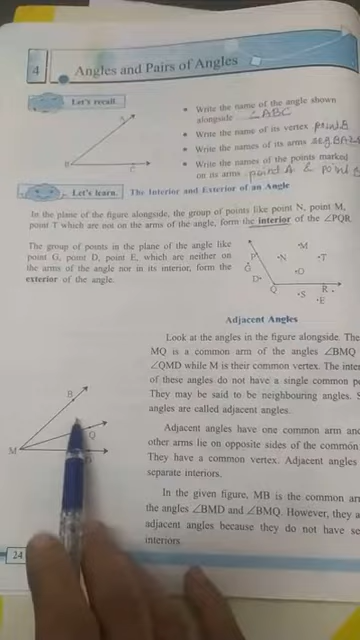 4
Angles and Pairs of Angles
Let's recall.
Write the name of the angle shown
alongside ∠ABC
Write the name of its vertex point B
Write the names of its arms seg BA &
Write the names of the points marked
on its arms point A & point
A
B
C
Let's learn. The Interior and Exterior of an Angle
In the plane of the figure alongside, the group of points like point N, point M,
point T which are not on the arms of the angle, form the interior of the ∠PQR.
The group of points in the plane of the angle like
point G, point D, point E, which are neither on
the arms of the angle nor in its interior, form the
exterior of the angle.
M
P N T
G O
D
Q R
S E
Adjacent Angles
Look at the angles in the figure alongside. The
MQ is a common arm of the angles ∠BMQ
∠QMD while M is their common vertex. The inte
of these angles do not have a single common p
They may be said to be neighbouring angles. S
angles are called adjacent angles.
B
Q
M
D
Adjacent angles have one common arm and
other arms lie on opposite sides of the common
They have a common vertex. Adjacent angles
separate interiors.
In the given figure, MB is the common ar
the angles ∠BMD and ∠BMQ. However, they a
adjacent angles because they do not have se
interiors.
24